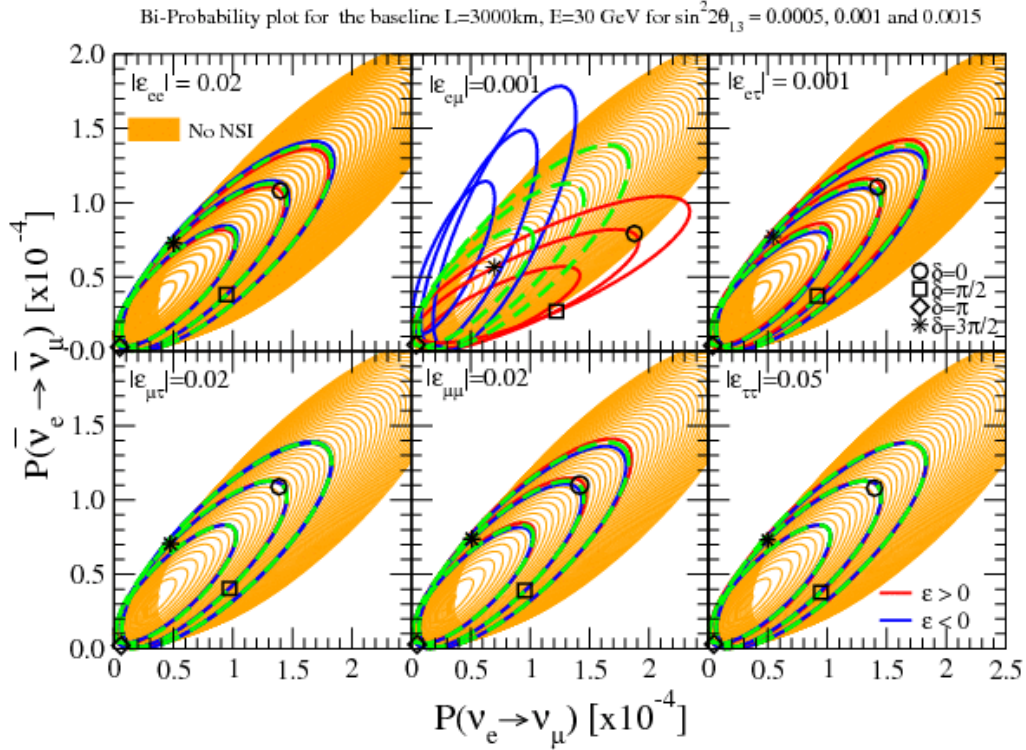 Bi-Probability plot for the baseline L=3000km, E=30 GeV for sin²2θ₁₃ = 0.0005, 0.001 and 0.0015
|ε_ee| = 0.02
|ε_eμ|=0.001
|ε_eτ| = 0.001
No NSI
2.0
1.5
1.0
0.5
-0.0
δ=0
δ=π/2
δ=π
δ=3π/2
|ε_μτ|=0.02
|ε_μμ|=0.02
|ε_ττ|=0.05
1.5
1.0
0.5
0.0
ε > 0
ε < 0
0 0.5 1 1.5 2 0 0.5 1 1.5 2 0 0.5 1 1.5 2 2.5
P(ν̄_e→ν̄_μ) [x10⁻⁴]
P(ν_e→ν_μ) [x10⁻⁴]